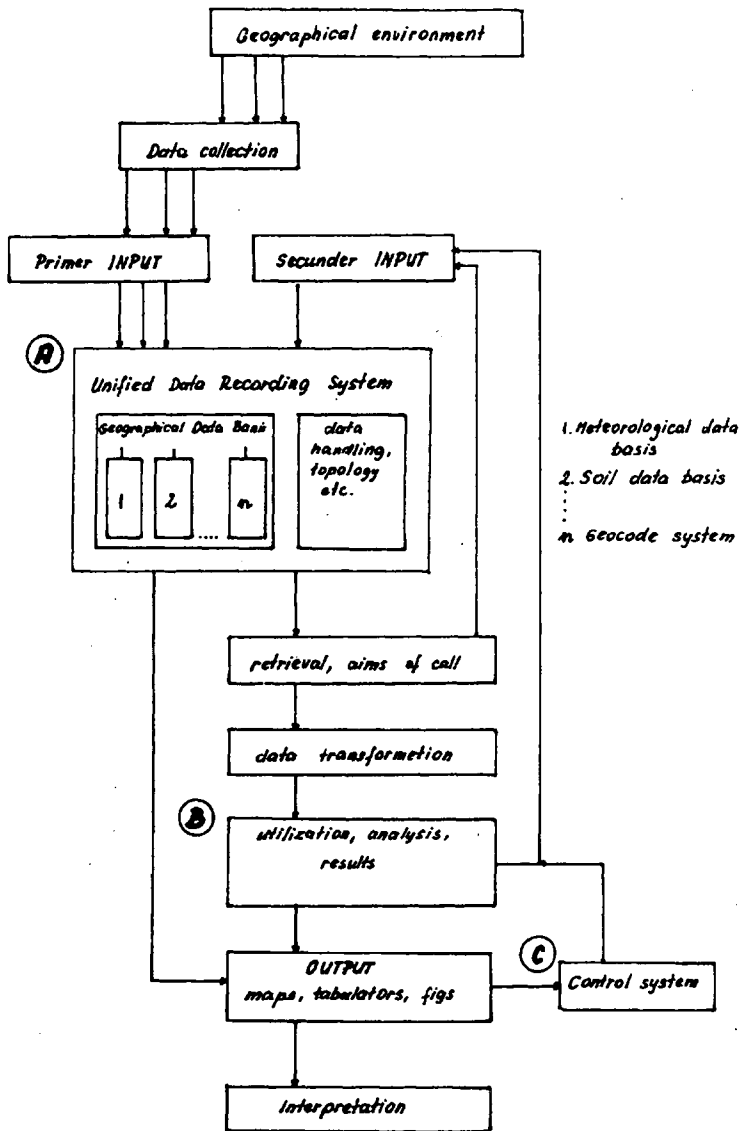 Geographical environment
Data collection
Primer INPUT
Secunder INPUT
A
Unified Data Recording System
Geographical Data Basis
1
2
....
n
data
handling,
topology
etc.
1. Meteorological data
basis
2. Soil data basis
n Geocode system
retrieval, aims of call
data transformetion
B
utilization, analysis,
results
OUTPUT
maps, tabulators, figs
C
Control system
Interpretation